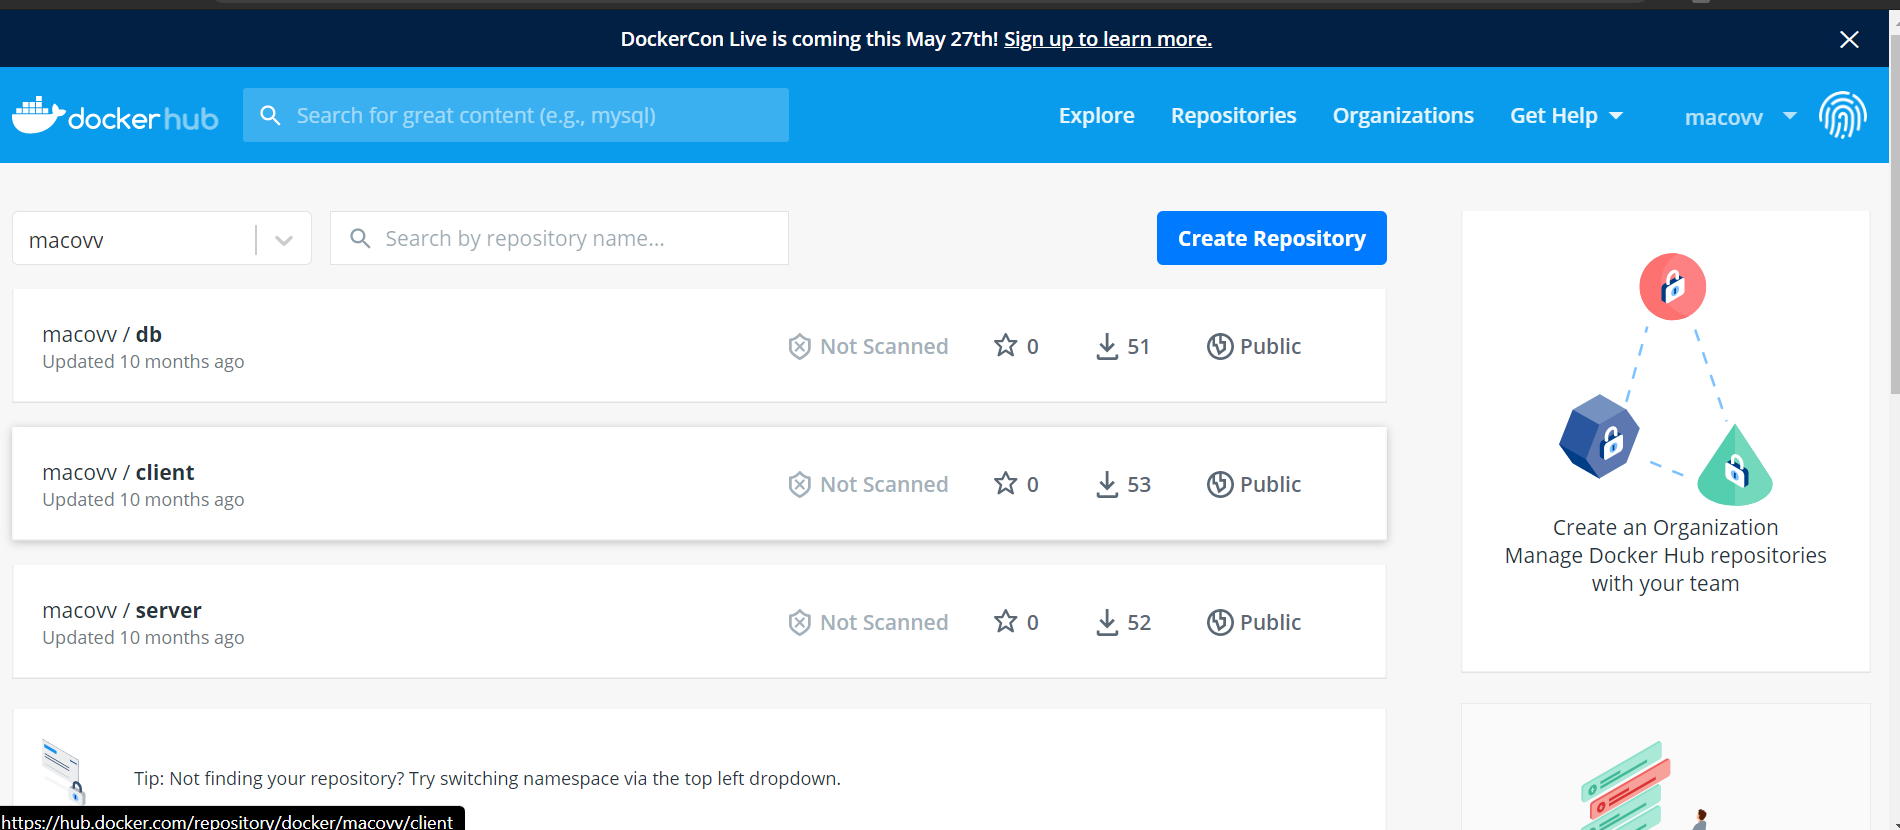 DockerCon Live is coming this May 27th! Sign up to learn more.
dockerhub
Search for great content (e.g., mysql)
Explore
Repositories
Organizations
Get Help
macovv
macovv
Search by repository name...
Create Repository
macovv / db
Updated 10 months ago
Not Scanned
0
51
Public
macovv / client
Updated 10 months ago
Not Scanned
0
53
Public
macovv / server
Updated 10 months ago
Not Scanned
0
52
Public
Tip: Not finding your repository? Try switching namespace via the top left dropdown.
Create an Organization
Manage Docker Hub repositories
with your team
https://hub.docker.com/repository/docker/macovv/client